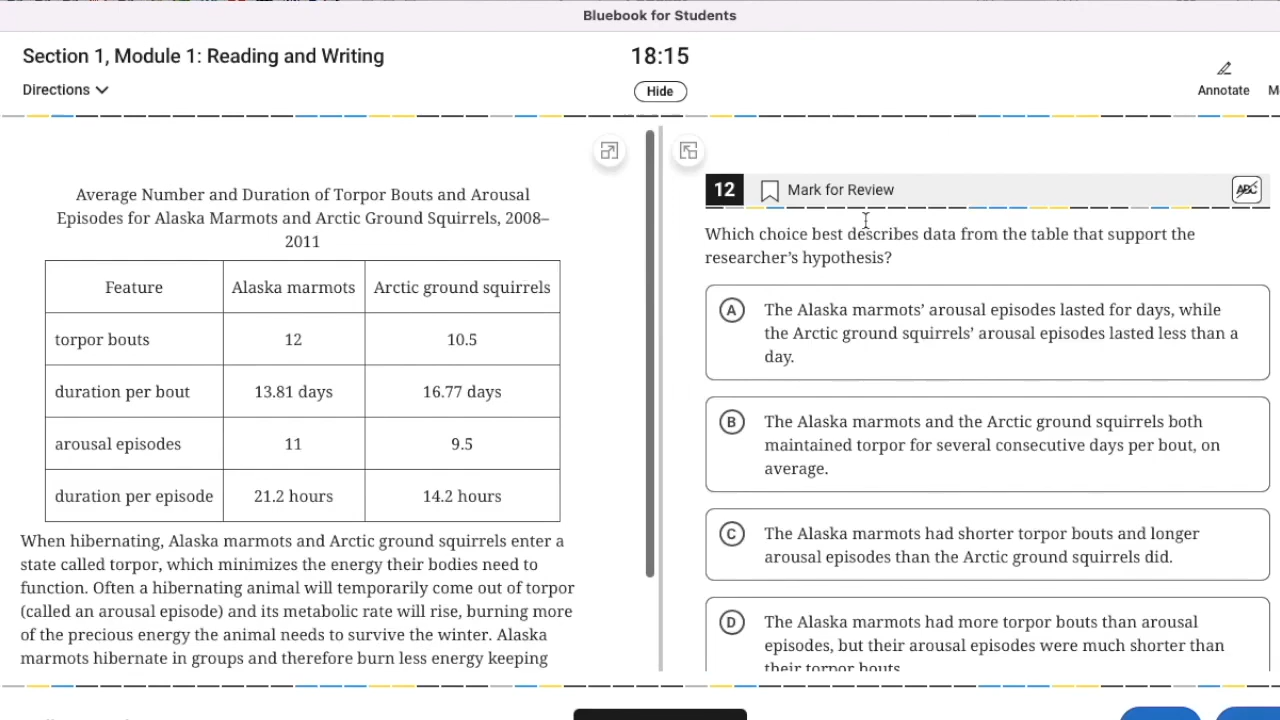 Bluebook for Students
Section 1, Module 1: Reading and Writing
18:15
Directions
Hide
Annotate
Average Number and Duration of Torpor Bouts and Arousal
Episodes for Alaska Marmots and Arctic Ground Squirrels, 2008–
2011
Feature Alaska marmots Arctic ground squirrels
torpor bouts 12 10.5
duration per bout 13.81 days 16.77 days
arousal episodes 11 9.5
duration per episode 21.2 hours 14.2 hours
When hibernating, Alaska marmots and Arctic ground squirrels enter a
state called torpor, which minimizes the energy their bodies need to
function. Often a hibernating animal will temporarily come out of torpor
(called an arousal episode) and its metabolic rate will rise, burning more
of the precious energy the animal needs to survive the winter. Alaska
marmots hibernate in groups and therefore burn less energy keeping
12 Mark for Review ABC
Which choice best describes data from the table that support the
researcher’s hypothesis?
A The Alaska marmots’ arousal episodes lasted for days, while
the Arctic ground squirrels’ arousal episodes lasted less than a
day.
B The Alaska marmots and the Arctic ground squirrels both
maintained torpor for several consecutive days per bout, on
average.
C The Alaska marmots had shorter torpor bouts and longer
arousal episodes than the Arctic ground squirrels did.
D The Alaska marmots had more torpor bouts than arousal
episodes, but their arousal episodes were much shorter than
their torpor bouts.